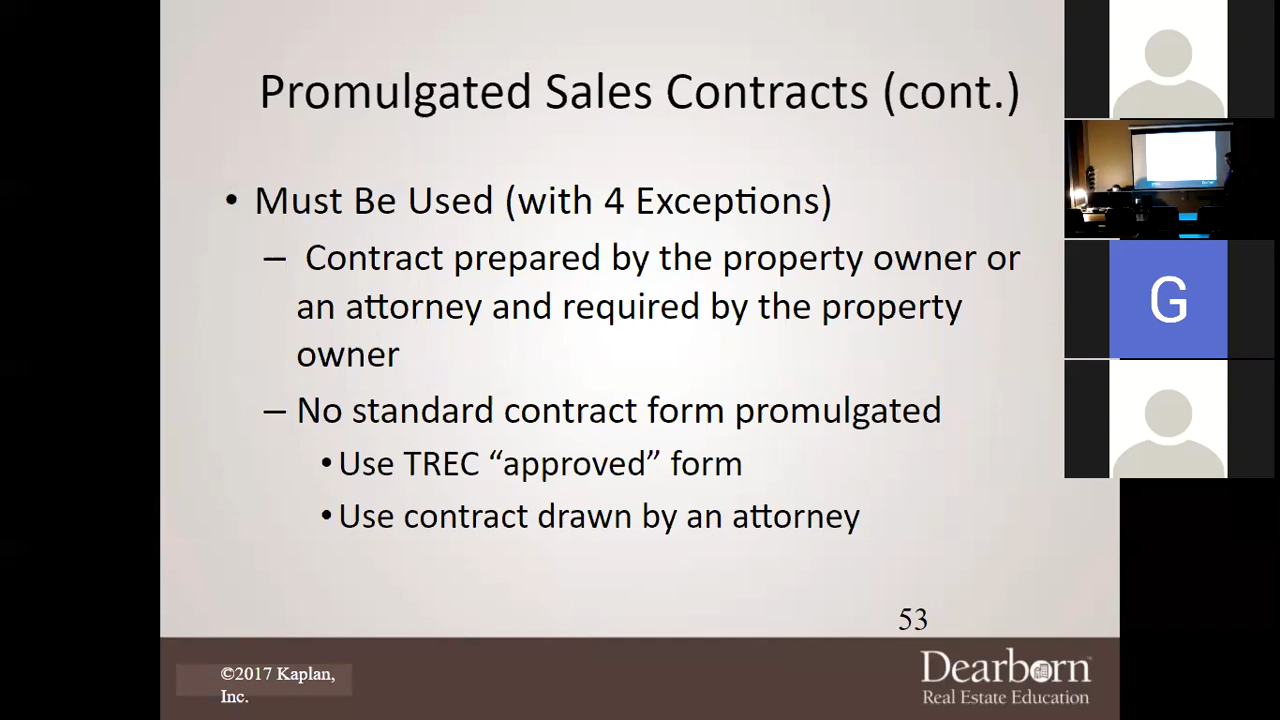 Promulgated Sales Contracts (cont.)
• Must Be Used (with 4 Exceptions)
– Contract prepared by the property owner or
an attorney and required by the property
owner
– No standard contract form promulgated
• Use TREC “approved” form
• Use contract drawn by an attorney
53
©2017 Kaplan,
Inc.
Dearborn™
Real Estate Education
G